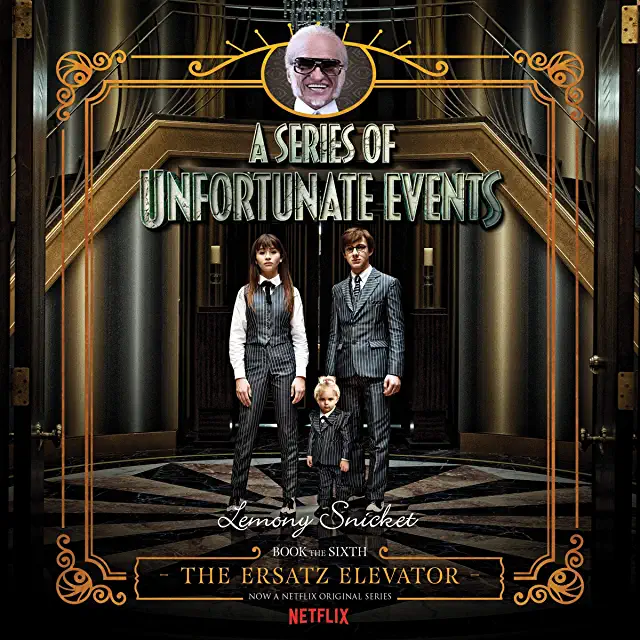 A SERIES OF
UNFORTUNATE EVENTS
Lemony Snicket
BOOK THE SIXTH
- THE ERSATZ ELEVATOR -
NOW A NETFLIX ORIGINAL SERIES
NETFLIX